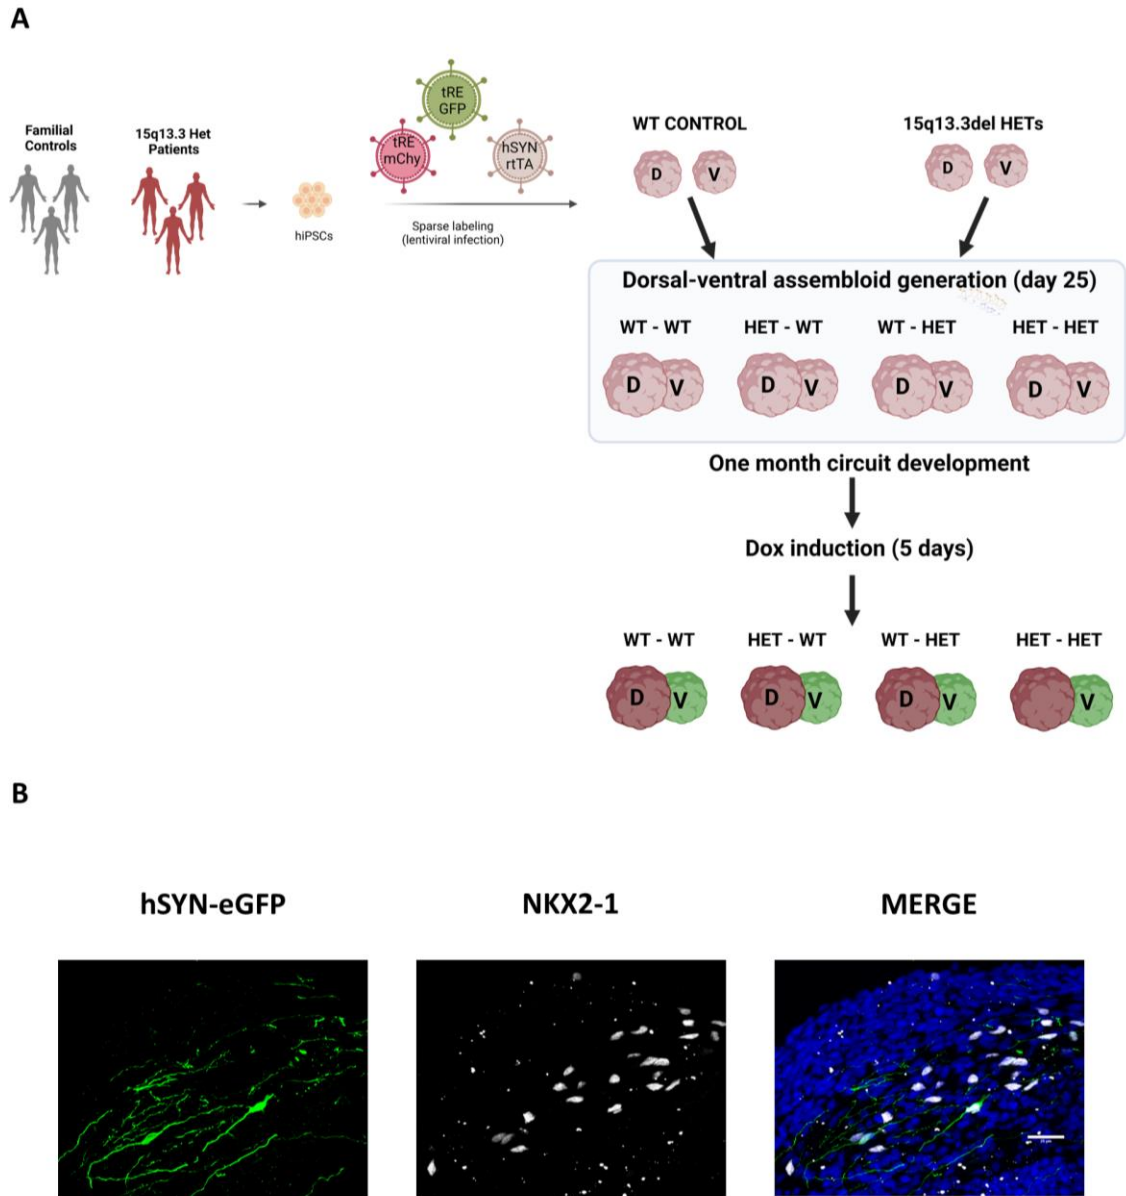 A
Familial
Controls
15q13.3 Het
Patients
hiPSCs
tRE
GFP
tRE
mChy
hSYN
rtTA
Sparse labeling
(lentiviral infection)
WT CONTROL
15q13.3del HETs
D V
D V
Dorsal-ventral assembloid generation (day 25)
WT - WT HET - WT WT - HET HET - HET
D V D V D V D V
One month circuit development
Dox induction (5 days)
WT - WT HET - WT WT - HET HET - HET
D V D V D V V
B
hSYN-eGFP NKX2-1 MERGE